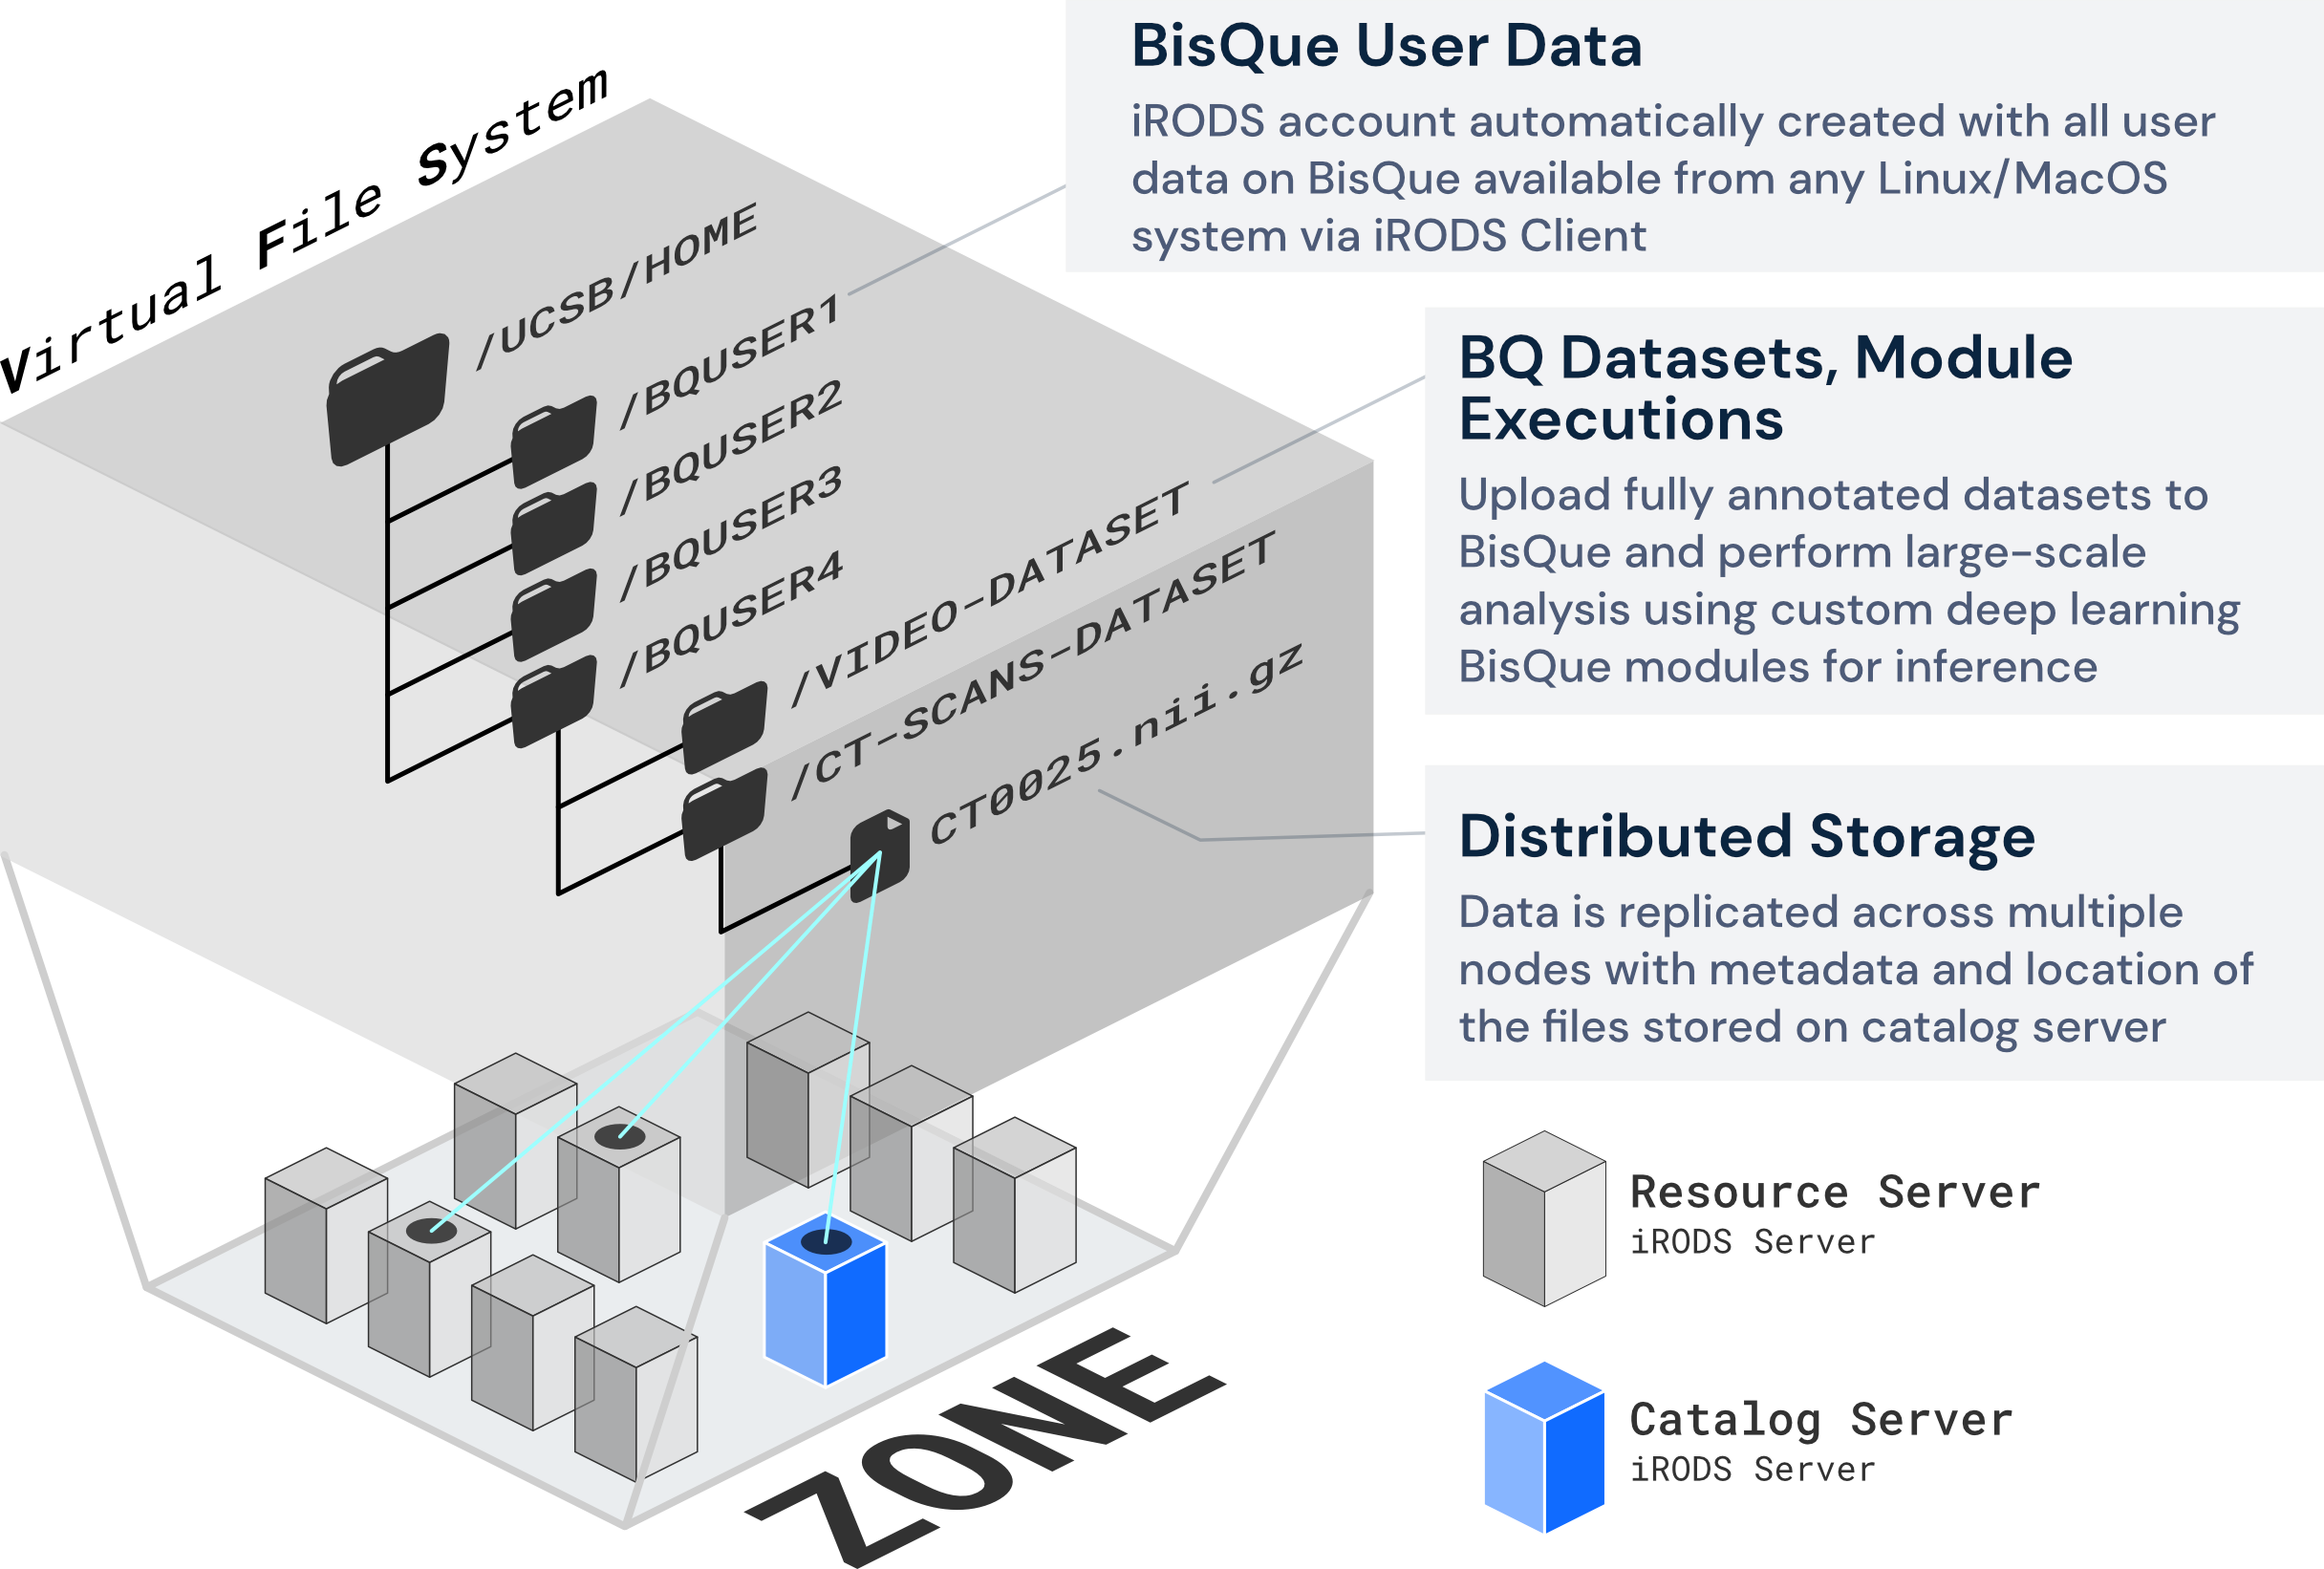 Virtual File System
/UCSB/HOME
/BQUSER1
/BQUSER2
/BQUSER3
/BQUSER4
/VIDEO-DATASET
/CT-SCANS-DATASET
CT0025.nii.gz
ZONE
BisQue User Data
iRODS account automatically created with all user
data on BisQue available from any Linux/MacOS
system via iRODS Client
BQ Datasets, Module
Executions
Upload fully annotated datasets to
BisQue and perform large-scale
analysis using custom deep learning
BisQue modules for inference
Distributed Storage
Data is replicated across multiple
nodes with metadata and location of
the files stored on catalog server
Resource Server
iRODS Server
Catalog Server
iRODS Server